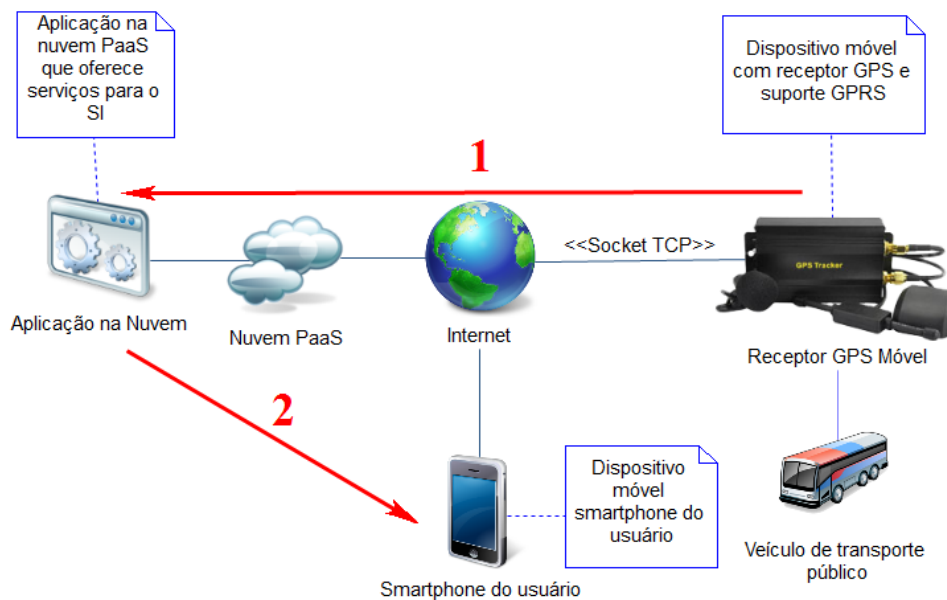 Aplicação na
nuvem PaaS
que oferece
serviços para o
SI
Dispositivo móvel
com receptor GPS e
suporte GPRS
1
<<Socket TCP>>
GPS Tracker
Aplicação na Nuvem
Nuvem PaaS
Internet
Receptor GPS Móvel
2
Dispositivo
móvel
smartphone do
usuário
Smartphone do usuário
Veículo de transporte
público